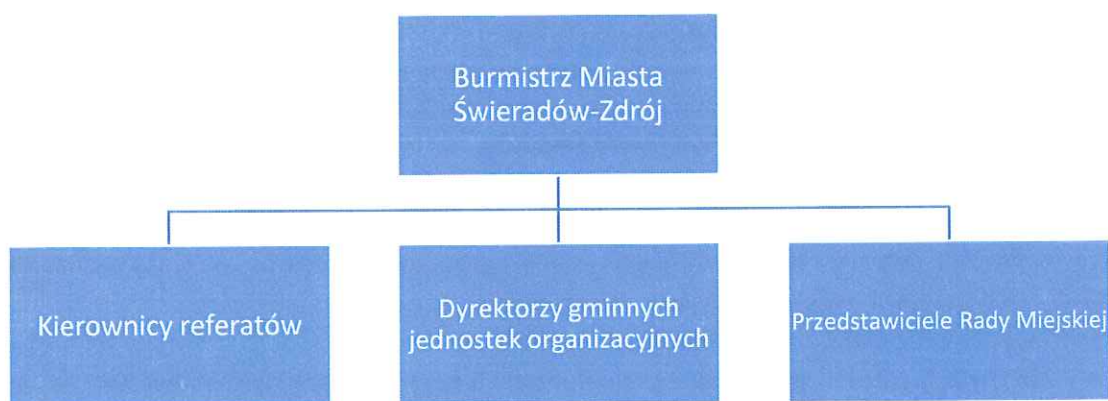 Burmistrz Miasta
Świeradów-Zdrój
Kierownicy referatów
Dyrektorzy gminnych
jednostek organizacyjnych
Przedstawiciele Rady Miejskiej